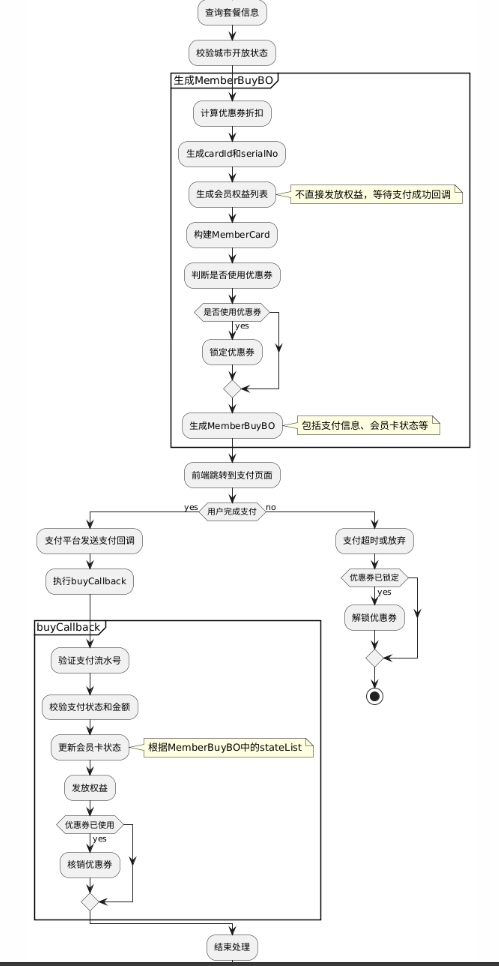 查询套餐信息
校验城市开放状态
生成MemberBuyBO
计算优惠券折扣
生成cardId和serialNo
生成会员权益列表
不直接发放权益，等待支付成功回调
构建MemberCard
判断是否使用优惠券
是否使用优惠券
yes
锁定优惠券
生成MemberBuyBO
包括支付信息、会员卡状态等
前端跳转到支付页面
yes
用户完成支付
no
支付平台发送支付回调
执行buyCallback
buyCallback
验证支付流水号
校验支付状态和金额
更新会员卡状态
根据MemberBuyBO中的stateList
发放权益
优惠券已使用
yes
核销优惠券
支付超时或放弃
优惠券已锁定
yes
解锁优惠券
结束处理